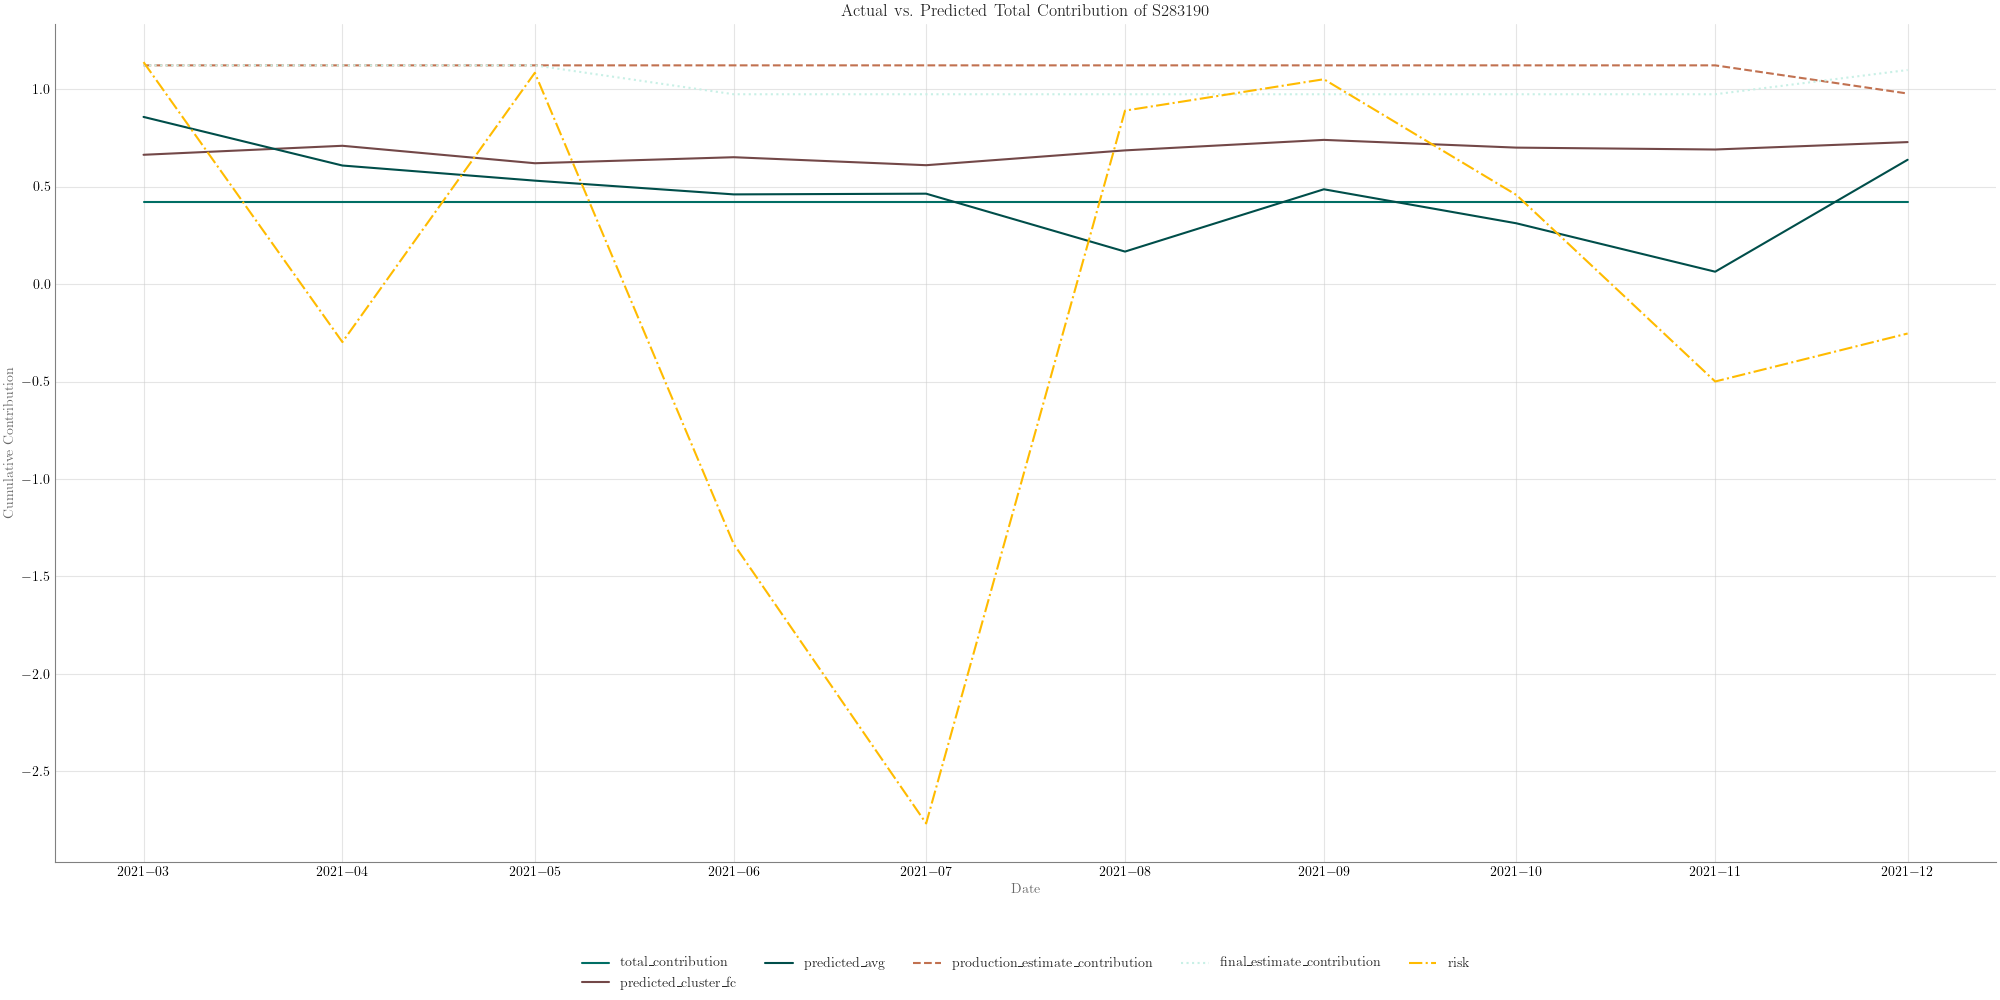 Actual vs. Predicted Total Contribution of S283190
Cumulative Contribution
1.0
0.5
0.0
−0.5
−1.0
−1.5
−2.0
−2.5
2021−03 2021−04 2021−05 2021−06 2021−07 2021−08 2021−09 2021−10 2021−11 2021−12
Date
total_contribution predicted_avg production_estimate_contribution final_estimate_contribution risk
predicted_cluster_fc